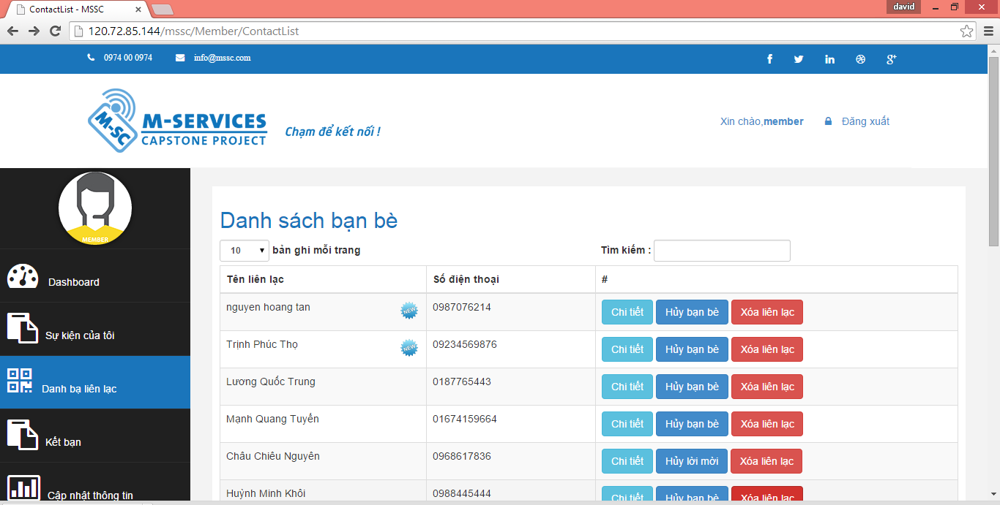 ContactList - MSSC
david
120.72.85.144/mssc/Member/ContactList
0974 00 0974 info@mssc.com
M-SC
M-SERVICES
CAPSTONE PROJECT
Chạm để kết nối !
Xin chào,member Đăng xuất
MEMBER
Dashboard
Sự kiện của tôi
Danh bạ liên lạc
Kết bạn
Cập nhật thông tin
Danh sách bạn bè
10 bản ghi mỗi trang Tìm kiếm :
Tên liên lạc Số điện thoại #
nguyen hoang tan NEW 0987076214 Chi tiết Hủy bạn bè Xóa liên lạc
Trịnh Phúc Thọ NEW 09234569876 Chi tiết Hủy bạn bè Xóa liên lạc
Lương Quốc Trung 0187765443 Chi tiết Hủy bạn bè Xóa liên lạc
Mạnh Quang Tuyến 01674159664 Chi tiết Hủy bạn bè Xóa liên lạc
Châu Chiêu Nguyên 0968617836 Chi tiết Hủy lời mời Xóa liên lạc
Huỳnh Minh Khôi 0988445444 Chi tiết Hủy bạn bè Xóa liên lạc